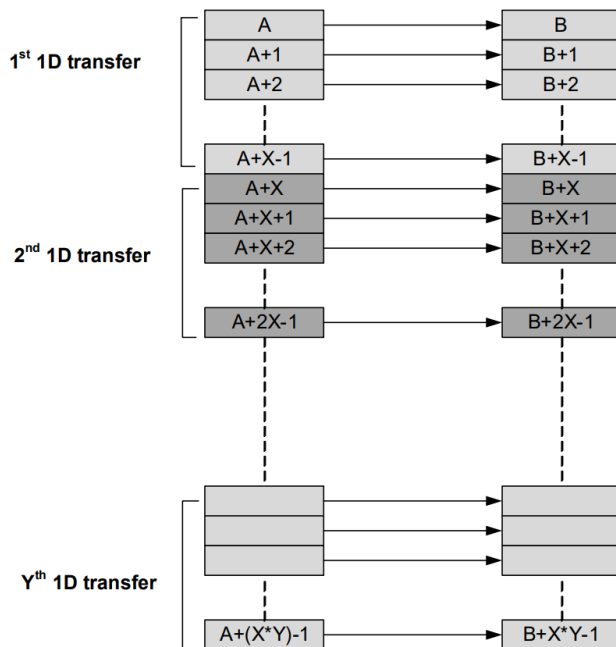 A B
1st 1D transfer
A+1 B+1
A+2 B+2
A+X-1 B+X-1
A+X B+X
A+X+1 B+X+1
2nd 1D transfer
A+X+2 B+X+2
A+2X-1 B+2X-1
Yth 1D transfer
A+(X*Y)-1 B+X*Y-1